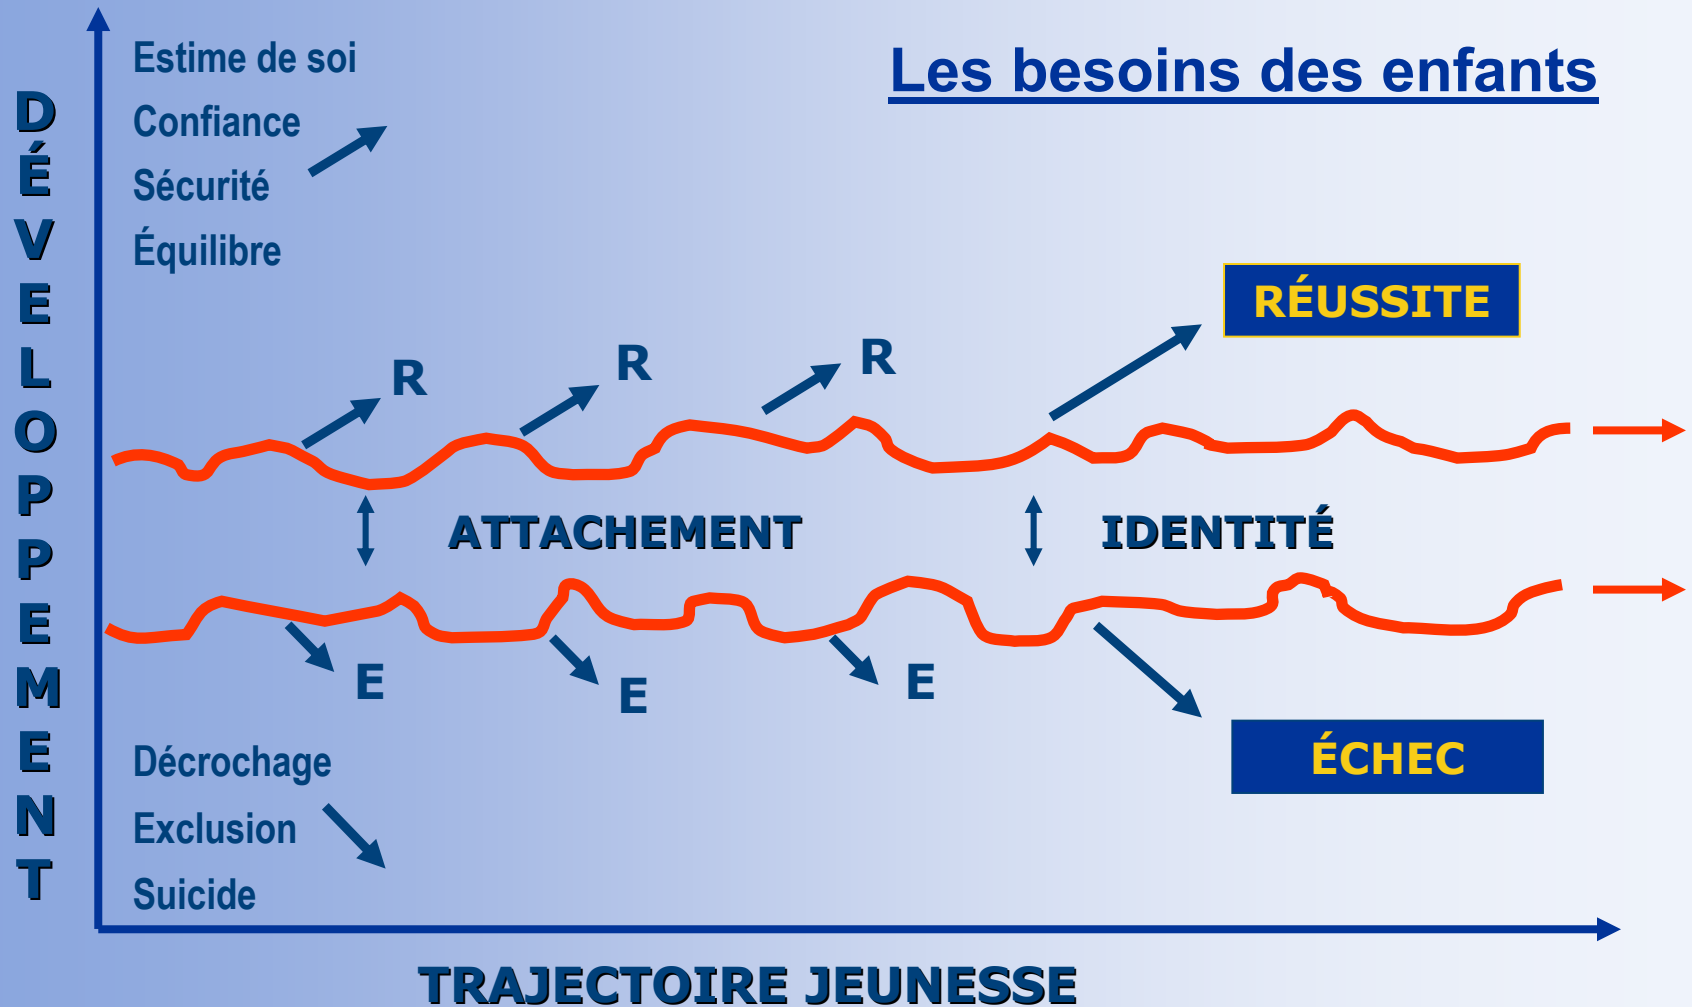 Les besoins des enfants
DÉVELOPPEMENT
Estime de soi
Confiance
Sécurité
Équilibre
RÉUSSITE
R
R
R
ATTACHEMENT
IDENTITÉ
E
E
E
ÉCHEC
Décrochage
Exclusion
Suicide
TRAJECTOIRE JEUNESSE